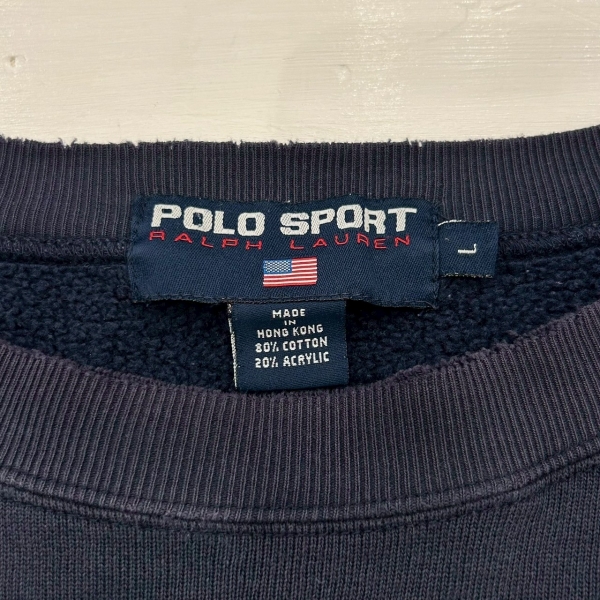 POLO SPORT
RALPH LAUREN
L
MADE
IN
HONG KONG
80% COTTON
20% ACRYLIC